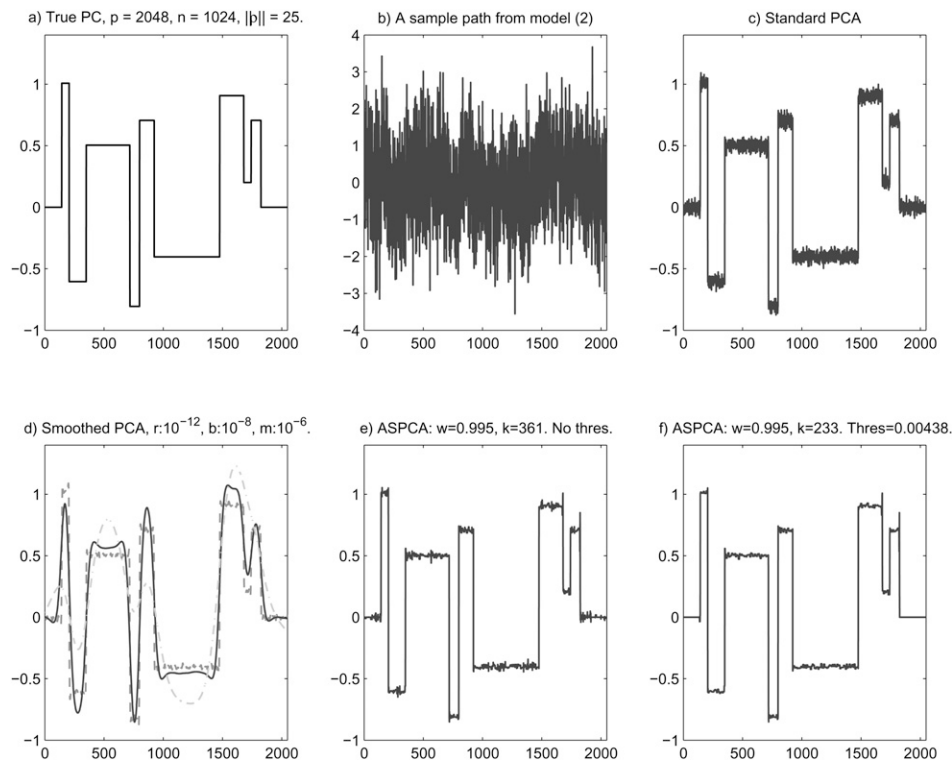 a) True PC, p = 2048, n = 1024, ||ρ|| = 25.
b) A sample path from model (2)
c) Standard PCA
1
0.5
0
−0.5
−1
0 500 1000 1500 2000
4
3
2
1
0
−1
−2
−3
−4
0 500 1000 1500 2000
1
0.5
0
−0.5
−1
0 500 1000 1500 2000
d) Smoothed PCA, r:10⁻¹², b:10⁻⁸, m:10⁻⁶.
e) ASPCA: w=0.995, k=361. No thres.
f) ASPCA: w=0.995, k=233. Thres=0.00438.
1
0.5
0
−0.5
−1
0 500 1000 1500 2000
1
0.5
0
−0.5
−1
0 500 1000 1500 2000
1
0.5
0
−0.5
−1
0 500 1000 1500 2000